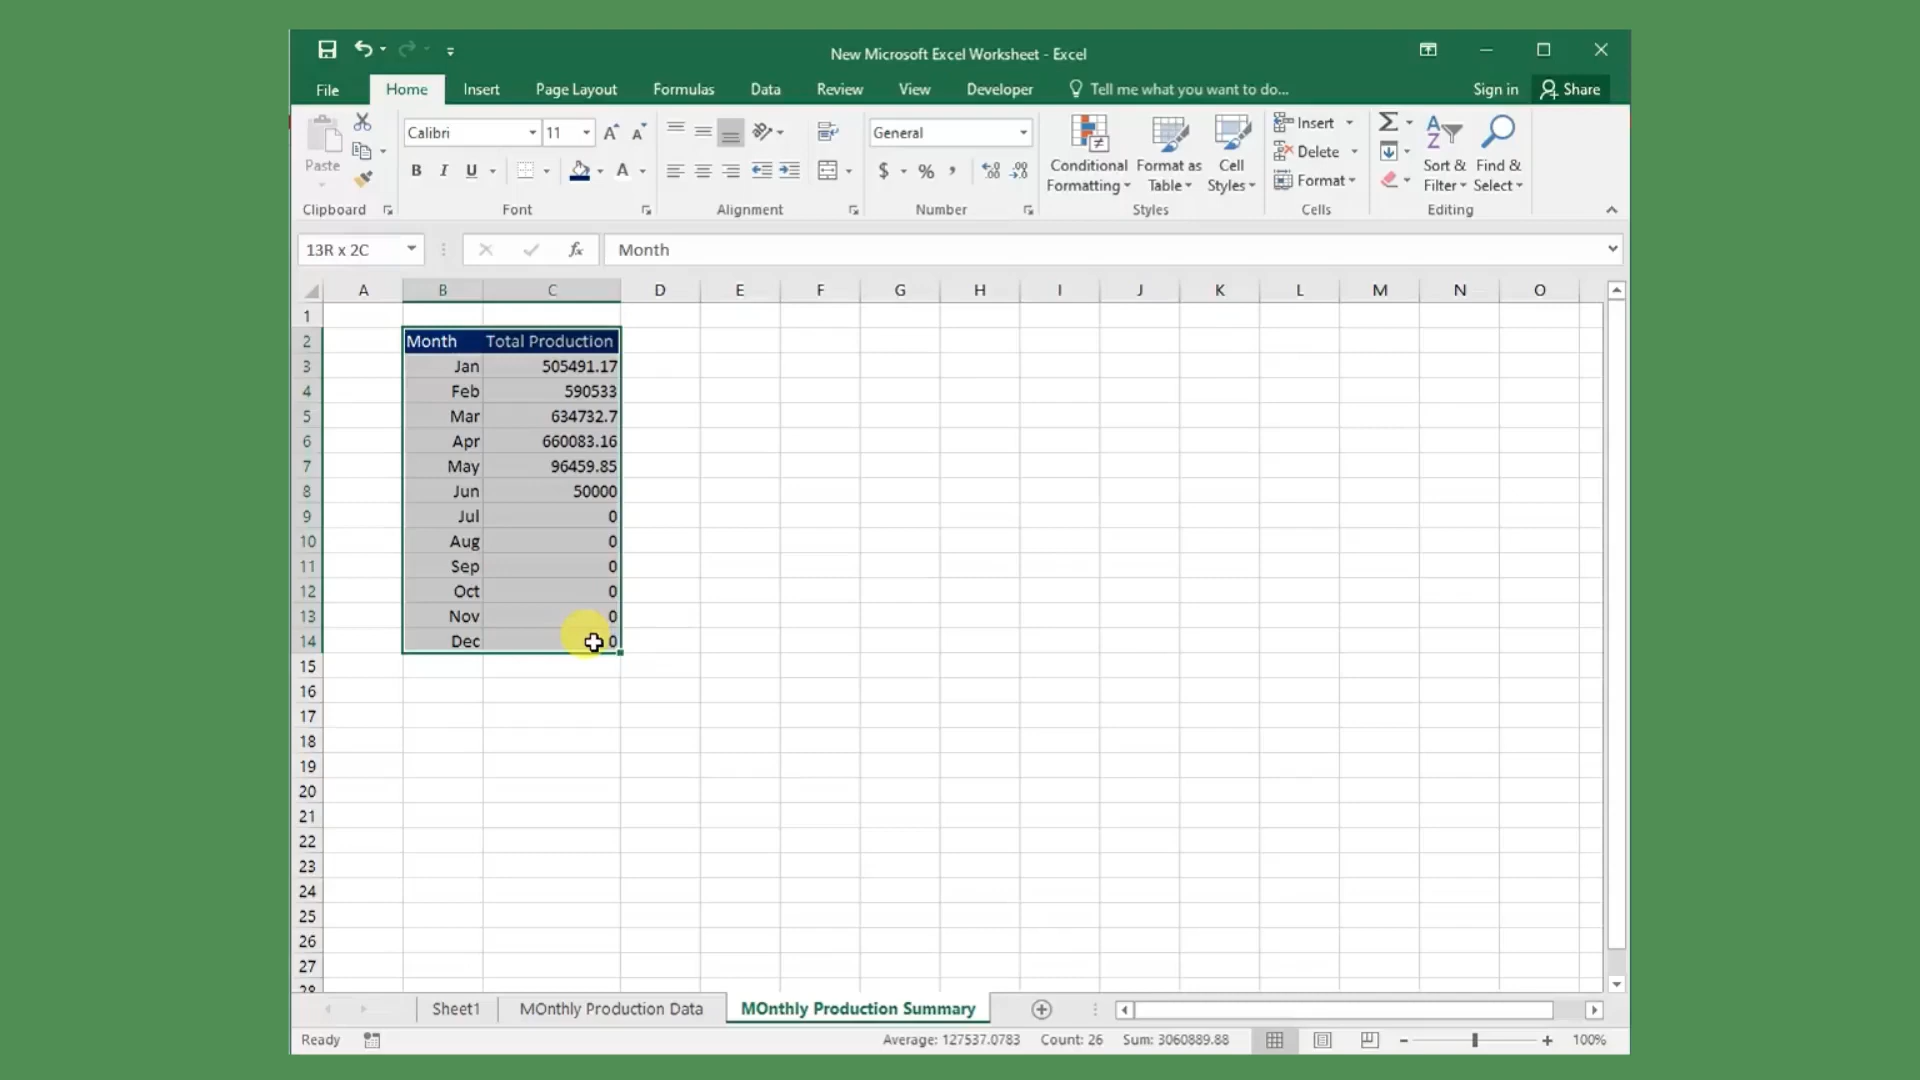 New Microsoft Excel Worksheet - Excel
File Home Insert Page Layout Formulas Data Review View Developer Tell me what you want to do... Sign in Share
Paste
Calibri 11
B I U A
General
$ % ,
Conditional Formatting
Format as Table
Cell Styles
Insert
Delete
Format
Sort & Filter
Find & Select
Clipboard Font Alignment Number Styles Cells Editing
13R x 2C fx Month
A B C D E F G H I J K L M N O
1
2 Month Total Production
3 Jan 505491.17
4 Feb 590533
5 Mar 634732.7
6 Apr 660083.16
7 May 96459.85
8 Jun 50000
9 Jul 0
10 Aug 0
11 Sep 0
12 Oct 0
13 Nov 0
14 Dec 0
15
16
17
18
19
20
21
22
23
24
25
26
27
28
Sheet1 MOnthly Production Data MOnthly Production Summary
Ready Average: 127537.0783 Count: 26 Sum: 3060889.88 100%